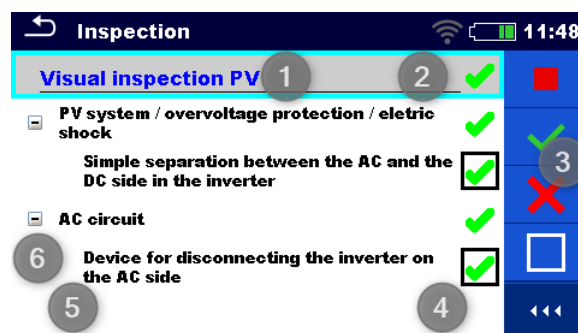 Inspection 11:48
Visual inspection PV 1 2
PV system / overvoltage protection / eletric
shock
3
Simple separation between the AC and the
DC side in the inverter
AC circuit
6 Device for disconnecting the inverter on
the AC side
5 4